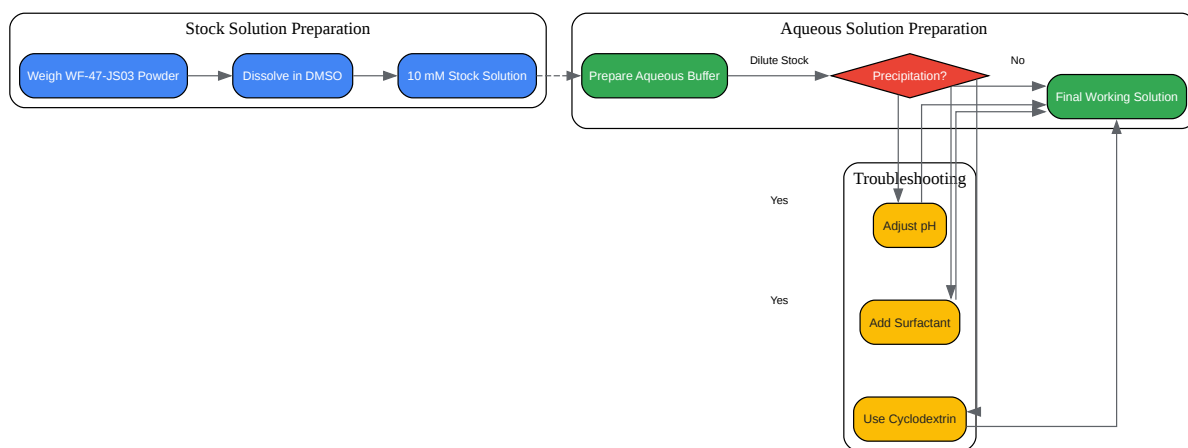 Stock Solution Preparation
Weigh WF-47-JS03 Powder
Dissolve in DMSO
10 mM Stock Solution
Aqueous Solution Preparation
Prepare Aqueous Buffer
Dilute Stock
Precipitation?
No
Final Working Solution
Troubleshooting
Yes
Adjust pH
Yes
Add Surfactant
Use Cyclodextrin